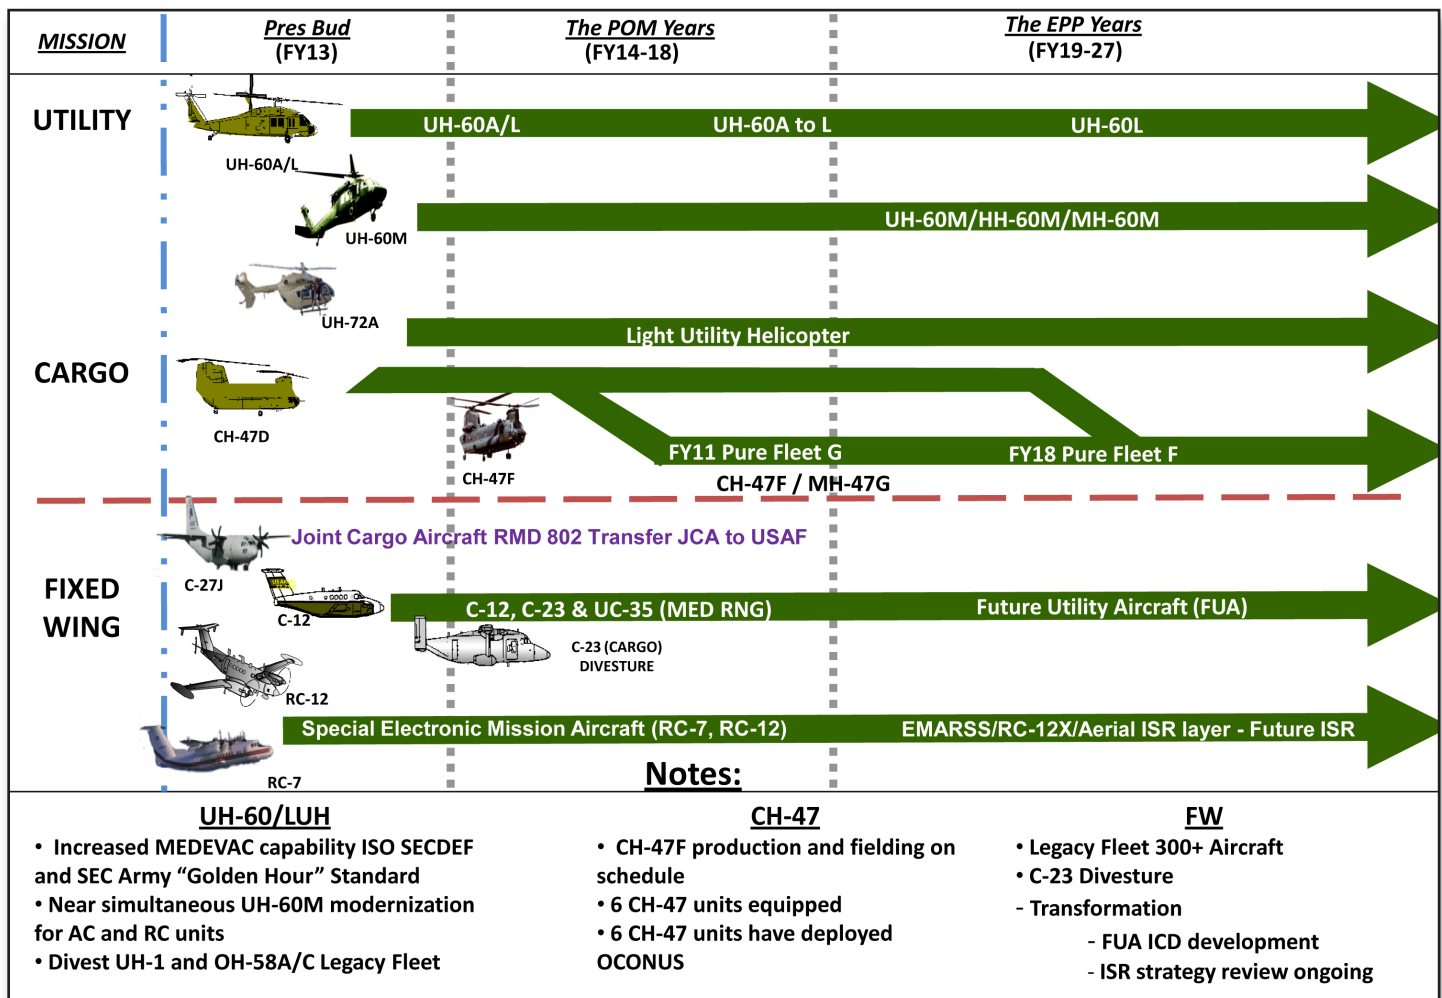 MISSION
Pres Bud
(FY13)
The POM Years
(FY14-18)
The EPP Years
(FY19-27)
UTILITY
UH-60A/L
UH-60A/L
UH-60A to L
UH-60L
UH-60M
UH-60M/HH-60M/MH-60M
UH-72A
Light Utility Helicopter
CARGO
CH-47D
CH-47F
FY11 Pure Fleet G
FY18 Pure Fleet F
CH-47F / MH-47G
Joint Cargo Aircraft RMD 802 Transfer JCA to USAF
C-27J
FIXED
WING
C-12
C-12, C-23 & UC-35 (MED RNG)
Future Utility Aircraft (FUA)
C-23 (CARGO)
DIVESTURE
RC-12
Special Electronic Mission Aircraft (RC-7, RC-12)
EMARSS/RC-12X/Aerial ISR layer - Future ISR
RC-7
Notes:
UH-60/LUH
• Increased MEDEVAC capability ISO SECDEF
and SEC Army “Golden Hour” Standard
• Near simultaneous UH-60M modernization
for AC and RC units
• Divest UH-1 and OH-58A/C Legacy Fleet
CH-47
• CH-47F production and fielding on
schedule
• 6 CH-47 units equipped
• 6 CH-47 units have deployed
OCONUS
FW
• Legacy Fleet 300+ Aircraft
• C-23 Divesture
- Transformation
- FUA ICD development
- ISR strategy review ongoing